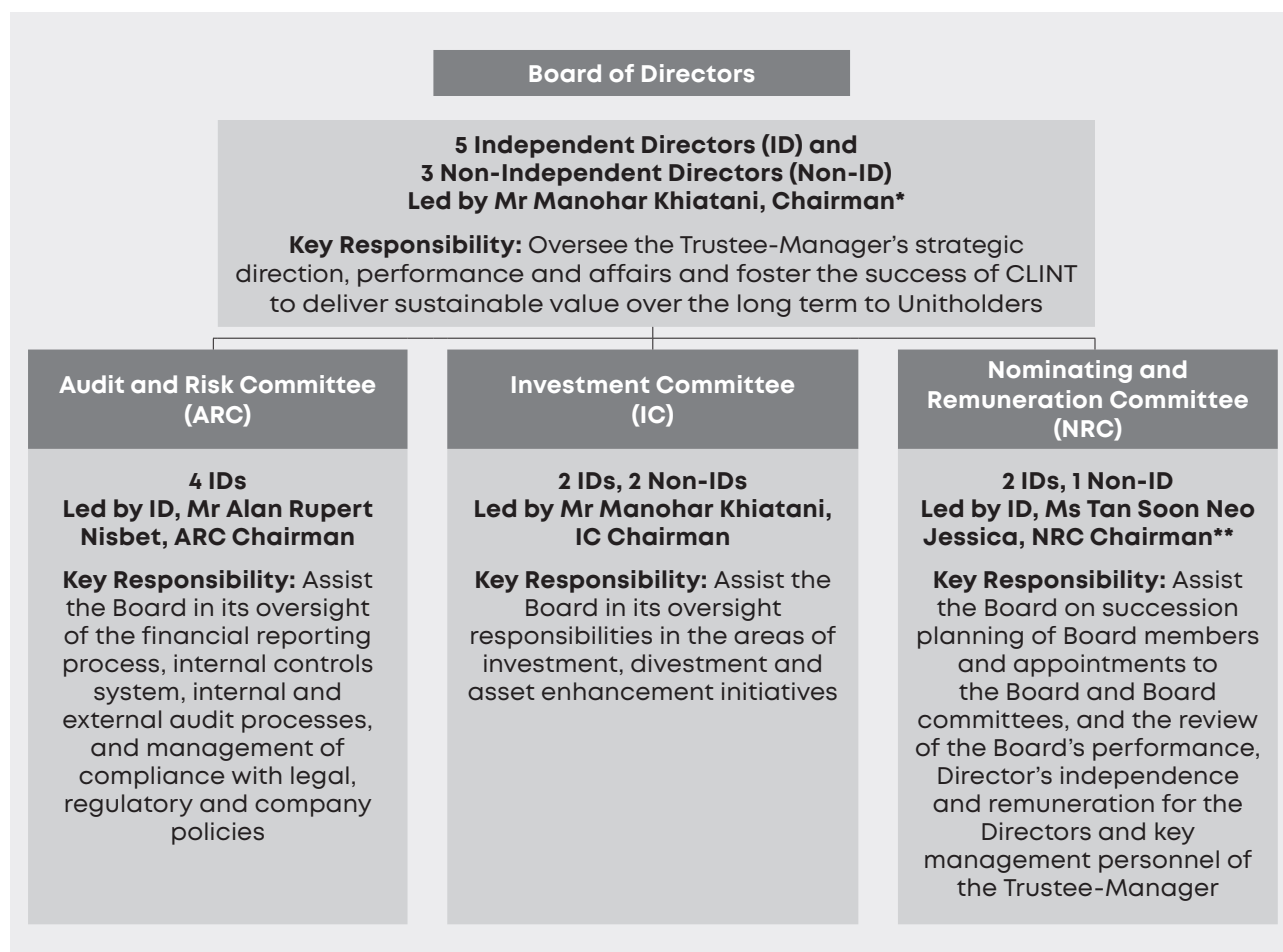 Board of Directors
5 Independent Directors (ID) and
3 Non-Independent Directors (Non-ID)
Led by Mr Manohar Khiatani, Chairman*
Key Responsibility: Oversee the Trustee-Manager's strategic
direction, performance and affairs and foster the success of CLINT
to deliver sustainable value over the long term to Unitholders
Audit and Risk Committee
(ARC)
4 IDs
Led by ID, Mr Alan Rupert
Nisbet, ARC Chairman
Key Responsibility: Assist
the Board in its oversight
of the financial reporting
process, internal controls
system, internal and
external audit processes,
and management of
compliance with legal,
regulatory and company
policies
Investment Committee
(IC)
2 IDs, 2 Non-IDs
Led by Mr Manohar Khiatani,
IC Chairman
Key Responsibility: Assist the
Board in its oversight
responsibilities in the areas of
investment, divestment and
asset enhancement initiatives
Nominating and
Remuneration Committee
(NRC)
2 IDs, 1 Non-ID
Led by ID, Ms Tan Soon Neo
Jessica, NRC Chairman**
Key Responsibility: Assist
the Board on succession
planning of Board members
and appointments to
the Board and Board
committees, and the review
of the Board's performance,
Director's independence
and remuneration for the
Directors and key
management personnel of
the Trustee-Manager